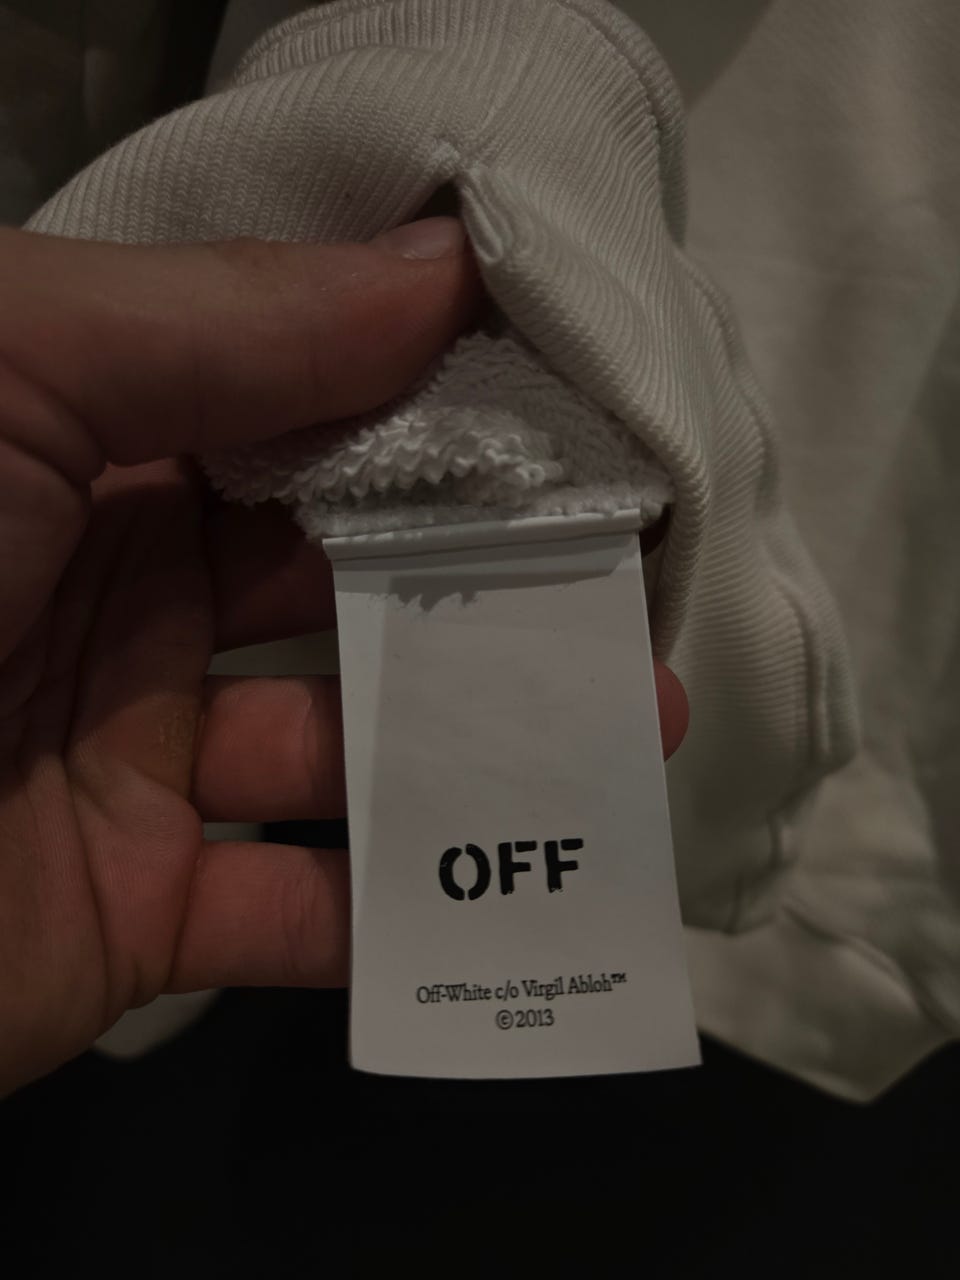 OFF
Off-White c/o Virgil Abloh™
©2013